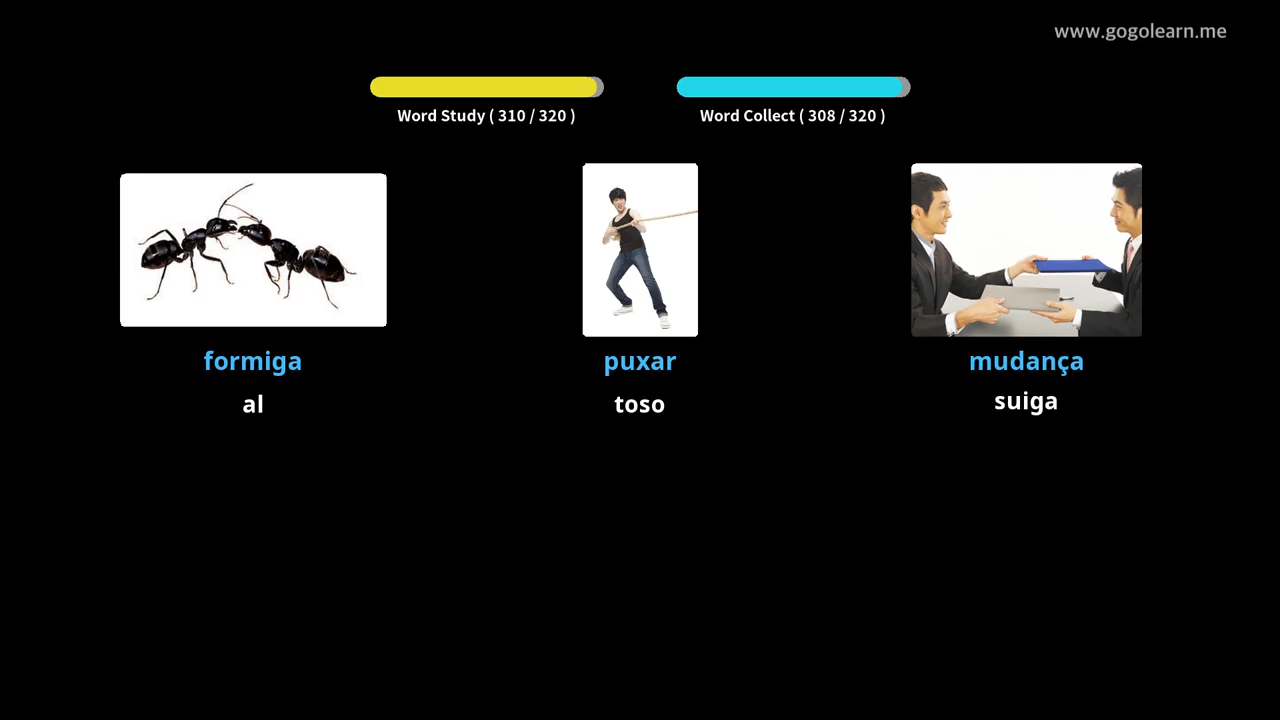 www.gogolearn.me
Word Study ( 310 / 320 )
Word Collect ( 308 / 320 )
formiga
puxar
mudança
al
toso
suiga